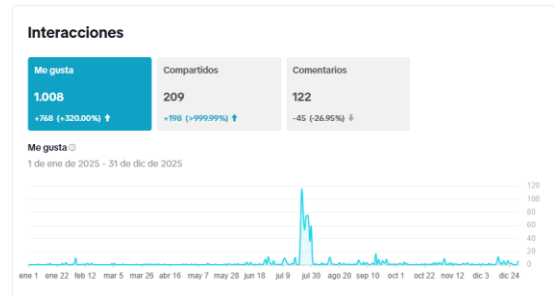 Interacciones
Me gusta
1.008
+768 (+320.00%) ↑
Compartidos
209
+198 (>999.99%) ↑
Comentarios
122
-45 (-26.95%) ↓
Me gusta
1 de ene de 2025 - 31 de dic de 2025
120
100
80
60
40
20
0
ene 1 ene 22 feb 12 mar 5 mar 26 abr 16 may 7 may 28 jun 18 jul 9 jul 30 ago 20 sep 10 oct 1 oct 22 nov 12 dic 3 dic 24